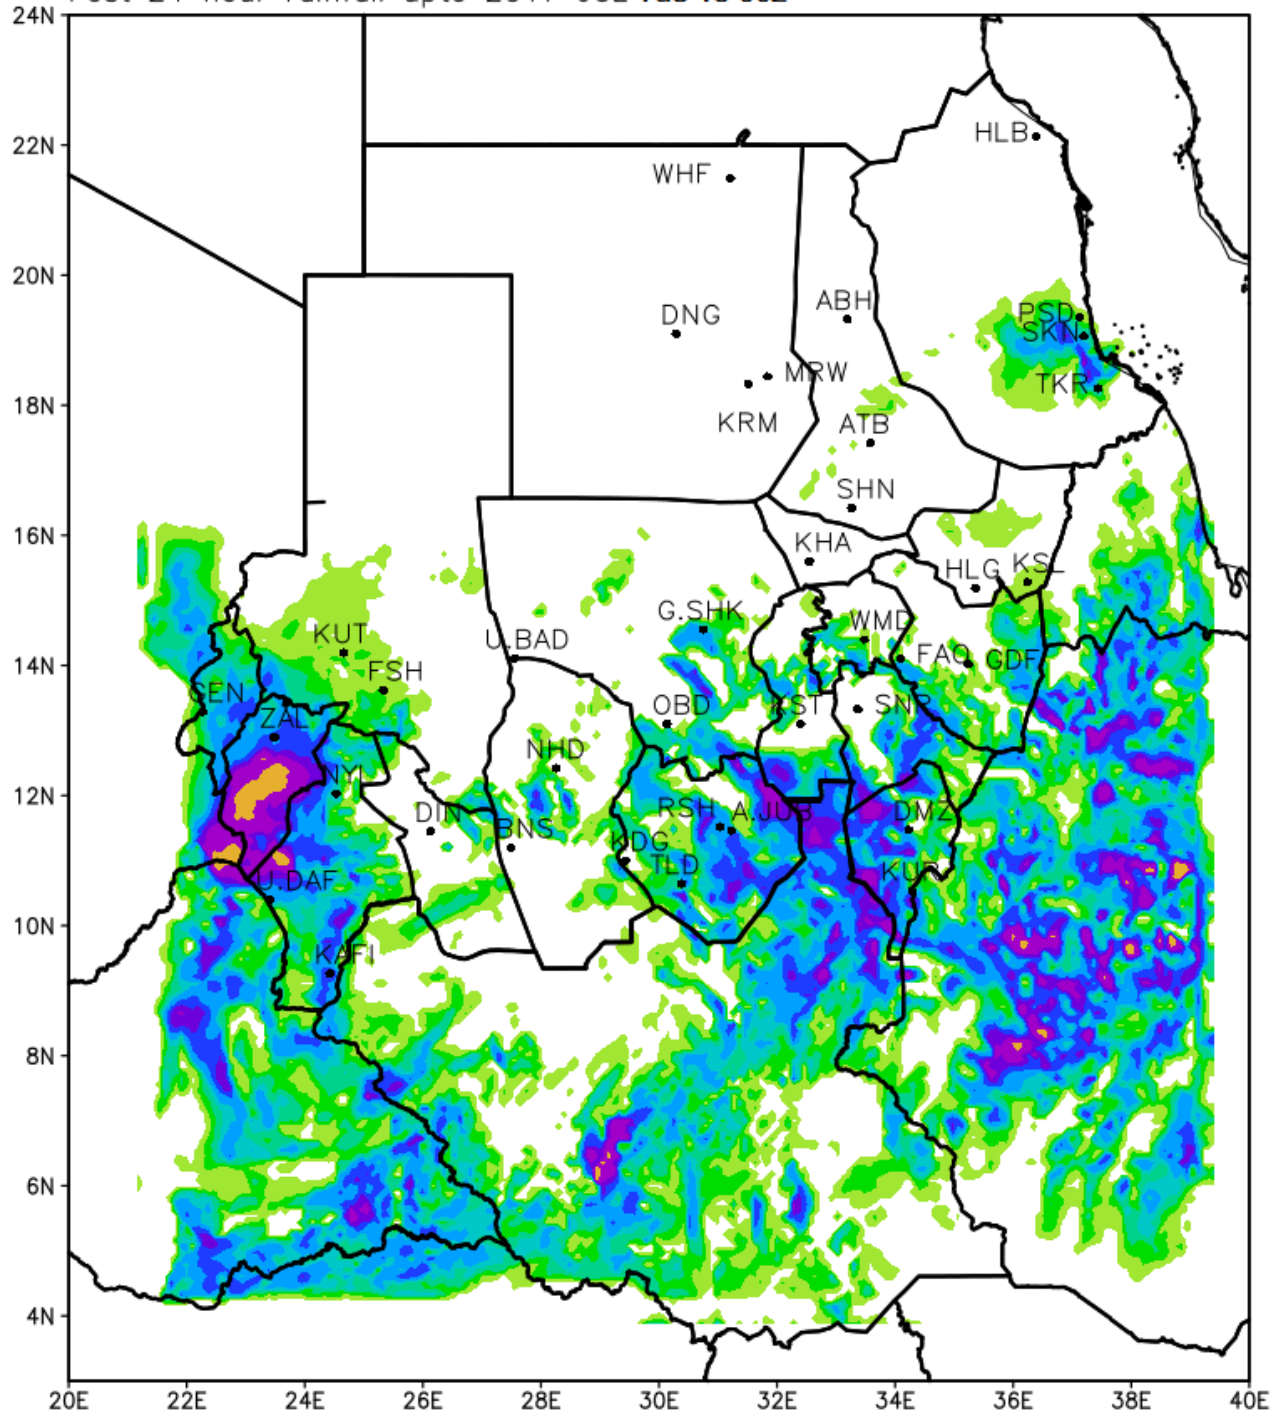 24N
22N
20N
18N
16N
14N
12N
10N
8N
6N
4N
HLB
WHF
ABH
DNG
PSD
SKN
MRW
TKR
KRM
ATB
SHN
KHA
HLG KSL
G.SHK
WMD
KUT
U.BAD
FAO GDF
FSH
GEN
OBD KST SNR
ZAL
NHD
NYL
RSH A.JUB DMZ
DIN
BNS
KDG
TLD
KUR
U.DAF
KAFI
20E 22E 24E 26E 28E 30E 32E 34E 36E 38E 40E